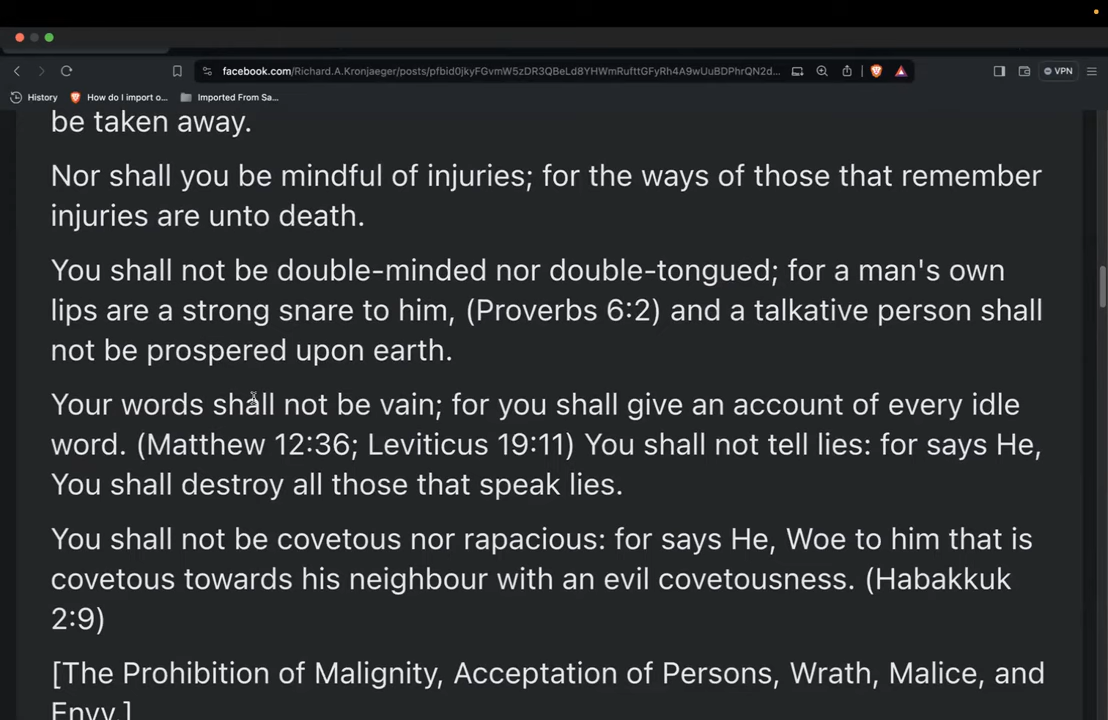 facebook.com/Richard.A.Kronjaeger/posts/pfbid0jkyFGvmW5zDR3QBeLd8YHWmRufttGFyRh4A9wUuBDPhrQN2d...
VPN
History
How do I import o...
Imported From Sa...
be taken away.
Nor shall you be mindful of injuries; for the ways of those that remember
injuries are unto death.
You shall not be double-minded nor double-tongued; for a man's own
lips are a strong snare to him, (Proverbs 6:2) and a talkative person shall
not be prospered upon earth.
Your words shall not be vain; for you shall give an account of every idle
word. (Matthew 12:36; Leviticus 19:11) You shall not tell lies: for says He,
You shall destroy all those that speak lies.
You shall not be covetous nor rapacious: for says He, Woe to him that is
covetous towards his neighbour with an evil covetousness. (Habakkuk
2:9)
[The Prohibition of Malignity, Acceptation of Persons, Wrath, Malice, and
Envy.]